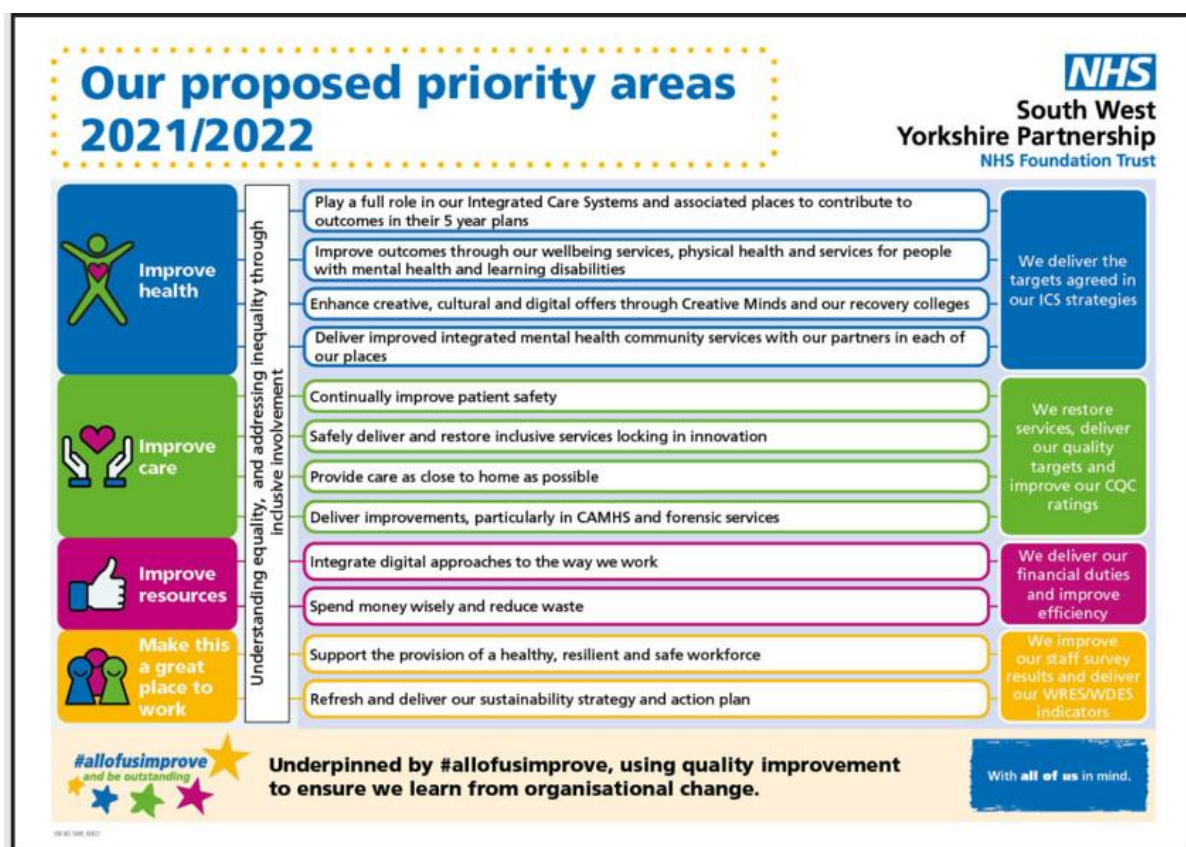 Our proposed priority areas
2021/2022
NHS
South West
Yorkshire Partnership
NHS Foundation Trust
Improve
health
Understanding equality, and addressing inequality through
inclusive involvement
Play a full role in our Integrated Care Systems and associated places to contribute to
outcomes in their 5 year plans
Improve outcomes through our wellbeing services, physical health and services for people
with mental health and learning disabilities
Enhance creative, cultural and digital offers through Creative Minds and our recovery colleges
Deliver improved integrated mental health community services with our partners in each of
our places
We deliver the
targets agreed in
our ICS strategies
Improve
care
Continually improve patient safety
Safely deliver and restore inclusive services locking in innovation
Provide care as close to home as possible
Deliver improvements, particularly in CAMHS and forensic services
We restore
services, deliver
our quality
targets and
improve our CQC
ratings
Improve
resources
Integrate digital approaches to the way we work
Spend money wisely and reduce waste
We deliver our
financial duties
and improve
efficiency
Make this
a great
place to
work
Support the provision of a healthy, resilient and safe workforce
Refresh and deliver our sustainability strategy and action plan
We improve
our staff survey
results and deliver
our WRES/WDES
indicators
#allofusimprove
and be outstanding
Underpinned by #allofusimprove, using quality improvement
to ensure we learn from organisational change.
With all of us in mind.